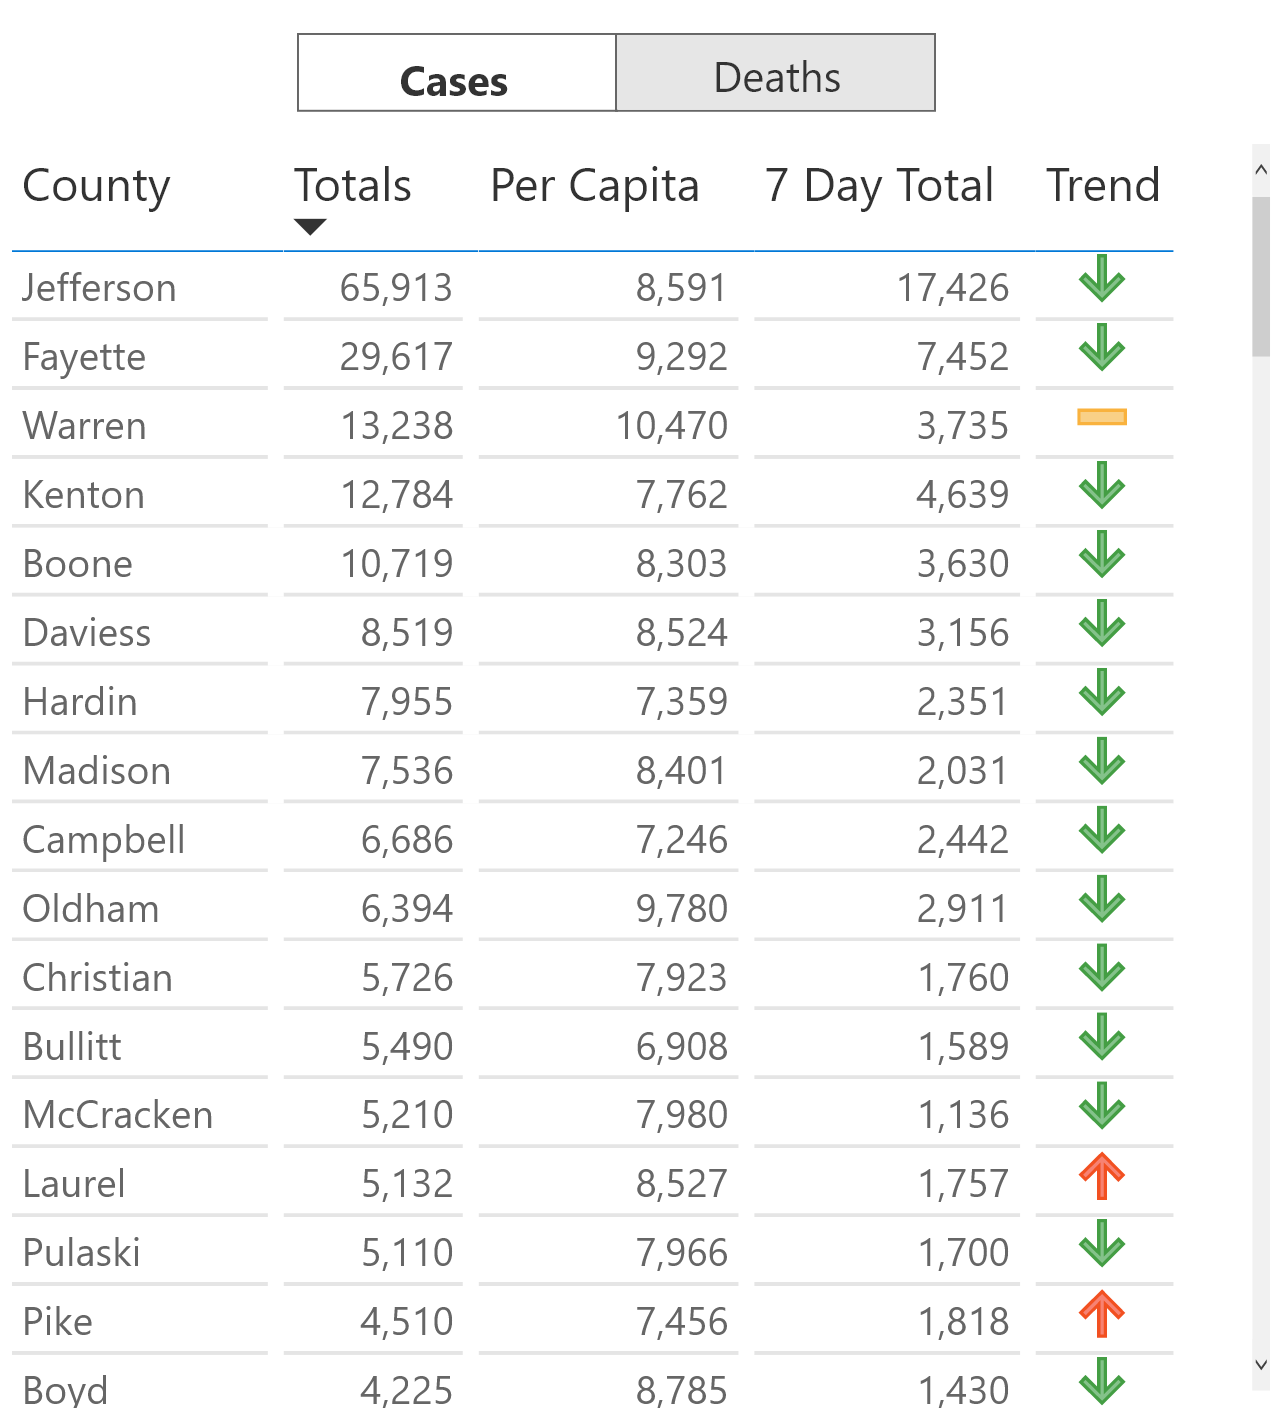 Cases Deaths
County Totals Per Capita 7 Day Total Trend
Jefferson 65,913 8,591 17,426
Fayette 29,617 9,292 7,452
Warren 13,238 10,470 3,735
Kenton 12,784 7,762 4,639
Boone 10,719 8,303 3,630
Daviess 8,519 8,524 3,156
Hardin 7,955 7,359 2,351
Madison 7,536 8,401 2,031
Campbell 6,686 7,246 2,442
Oldham 6,394 9,780 2,911
Christian 5,726 7,923 1,760
Bullitt 5,490 6,908 1,589
McCracken 5,210 7,980 1,136
Laurel 5,132 8,527 1,757
Pulaski 5,110 7,966 1,700
Pike 4,510 7,456 1,818
Boyd 4,225 8,785 1,430